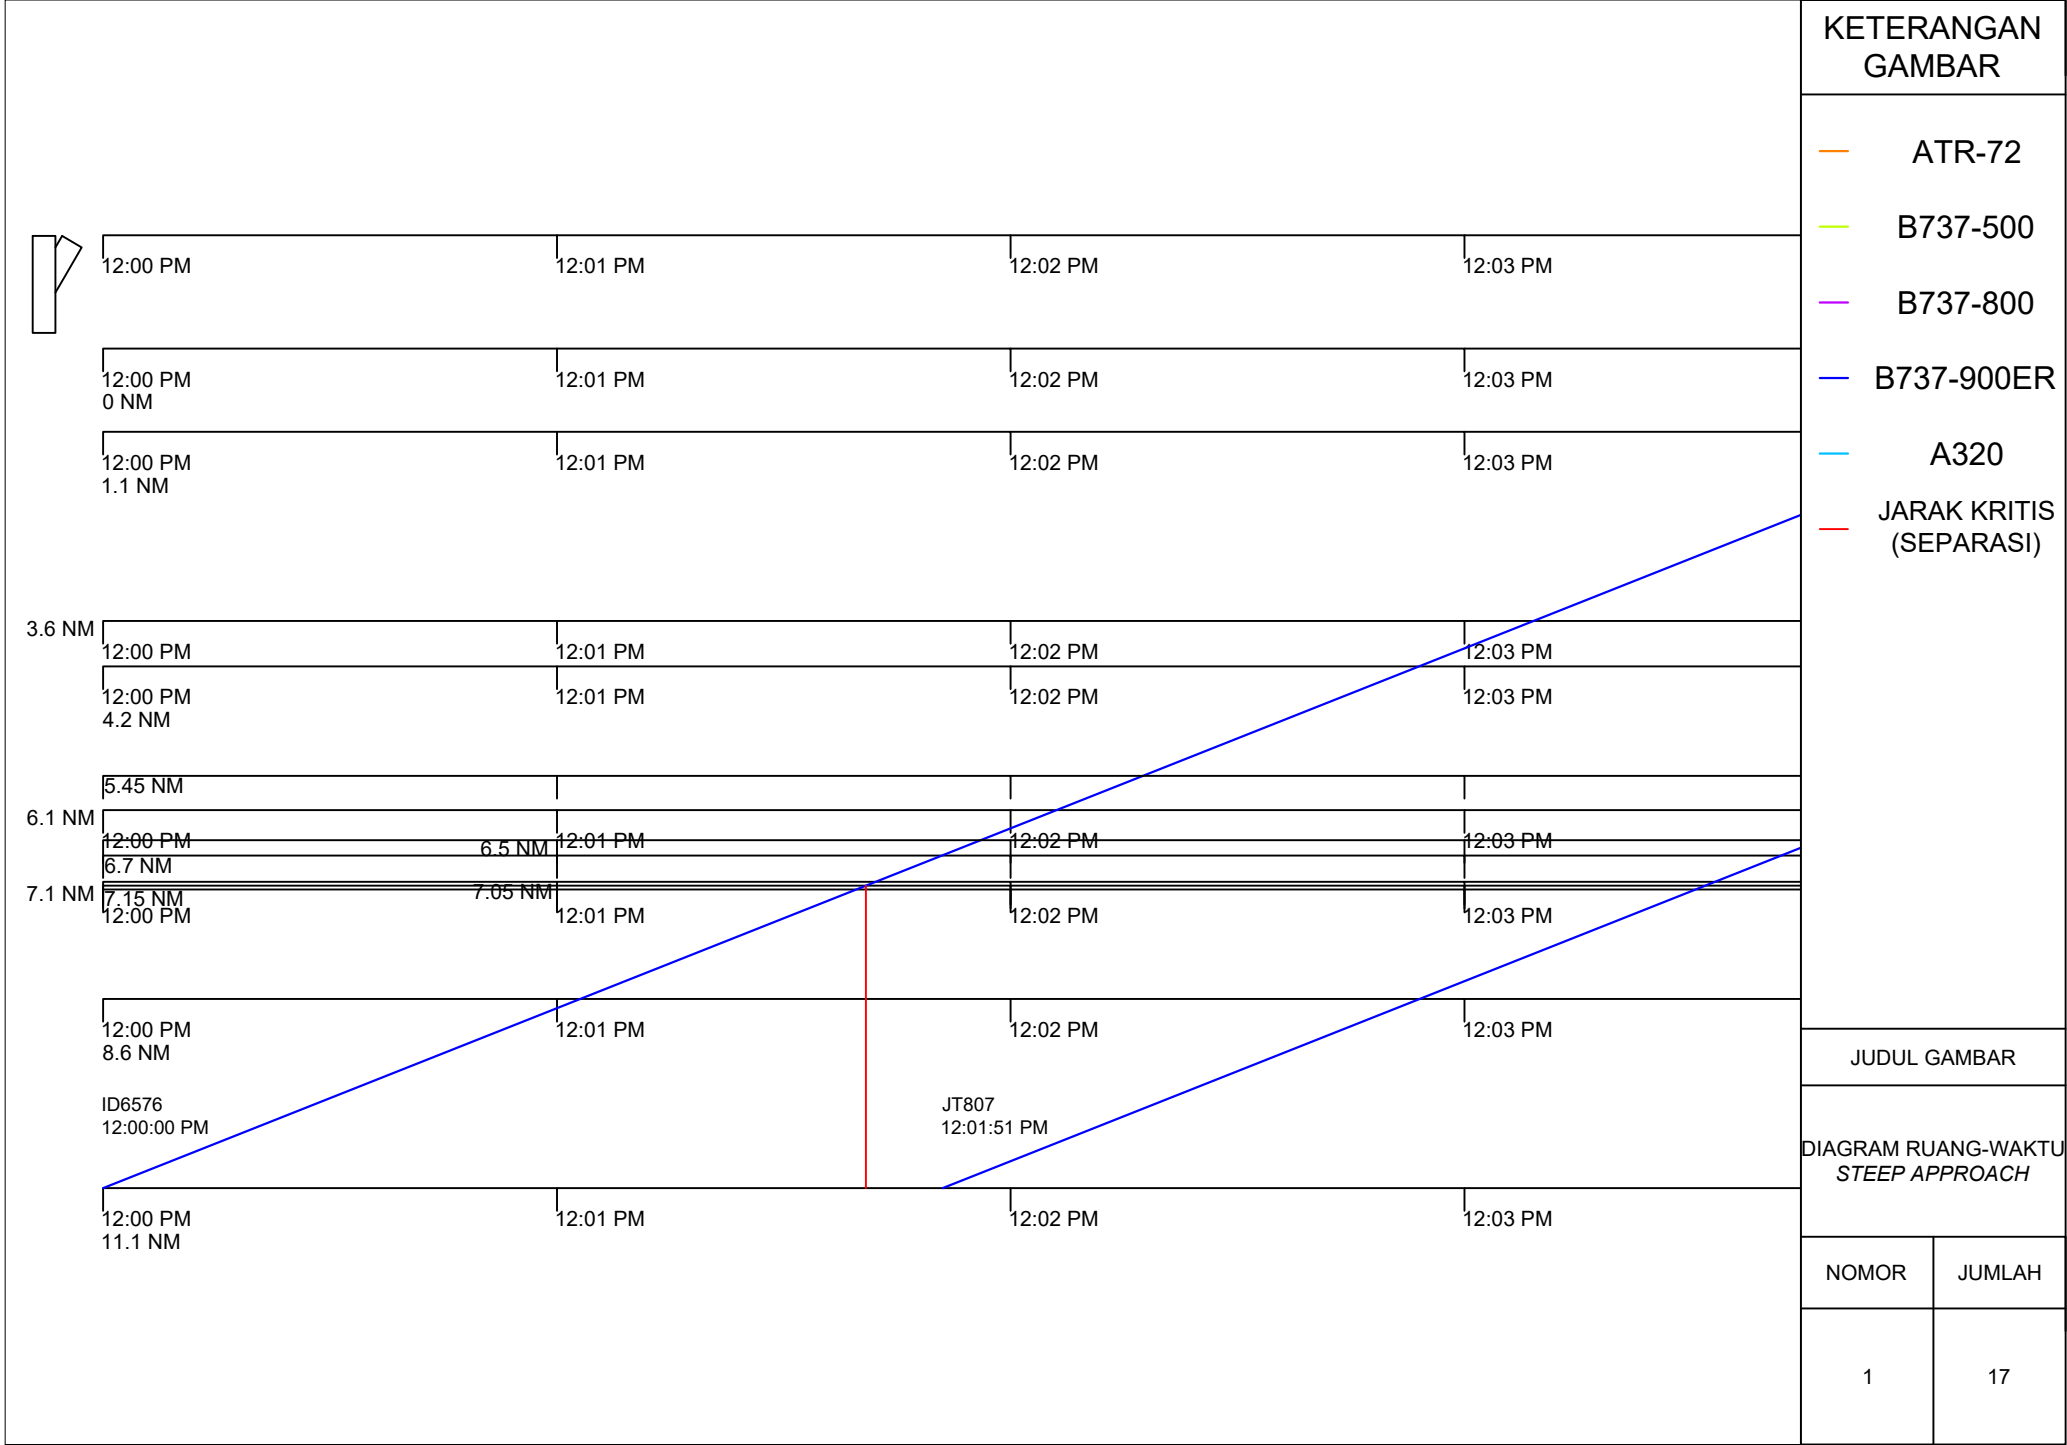 12:00 PM 12:01 PM 12:02 PM 12:03 PM
12:00 PM 12:01 PM 12:02 PM 12:03 PM
0 NM
12:00 PM 12:01 PM 12:02 PM 12:03 PM
1.1 NM
3.6 NM
12:00 PM 12:01 PM 12:02 PM 12:03 PM
12:00 PM 12:01 PM 12:02 PM 12:03 PM
4.2 NM
5.45 NM
6.1 NM
12:00 PM 12:01 PM 12:02 PM 12:03 PM
6.5 NM
6.7 NM
7.1 NM 7.15 NM 7.05 NM
12:00 PM 12:01 PM 12:02 PM 12:03 PM
12:00 PM 12:01 PM 12:02 PM 12:03 PM
8.6 NM
ID6576
12:00:00 PM
JT807
12:01:51 PM
12:00 PM 12:01 PM 12:02 PM 12:03 PM
11.1 NM
KETERANGAN
GAMBAR
ATR-72
B737-500
B737-800
B737-900ER
A320
JARAK KRITIS
(SEPARASI)
JUDUL GAMBAR
DIAGRAM RUANG-WAKTU
STEEP APPROACH
NOMOR JUMLAH
1 17